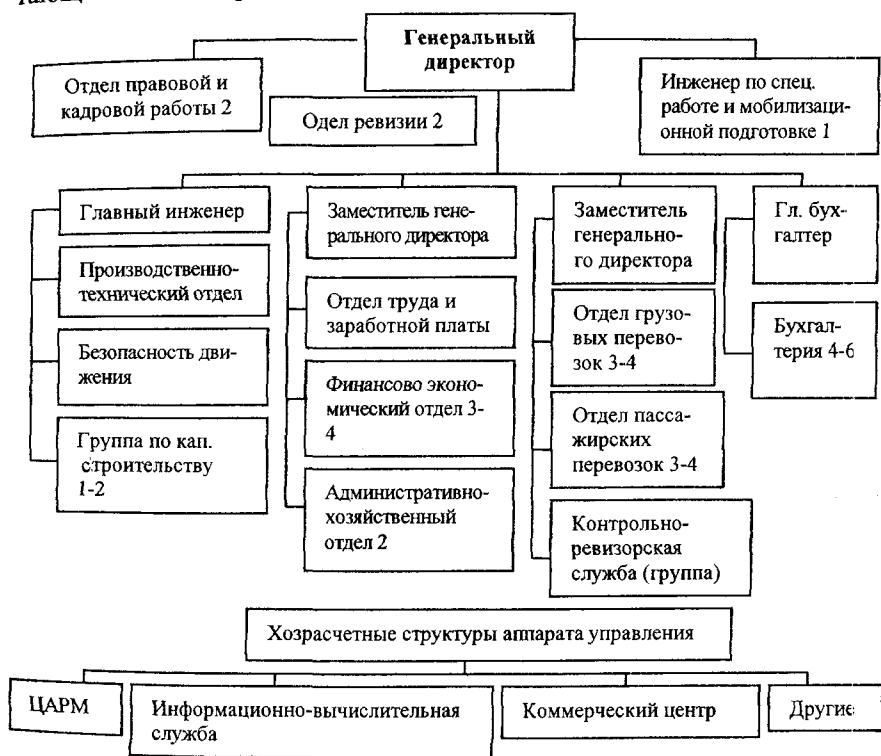 Генеральный
директор
Отдел правовой и
кадровой работы 2
Одел ревизии 2
Инженер по спец.
работе и мобилизаци-
онной подготовке 1
Главный инженер
Производственно-
технический отдел
Безопасность дви-
жения
Группа по кап.
строительству
1-2
Заместитель гене-
рального директора
Отдел труда и
заработной платы
Финансово эконо-
мический отдел 3-
4
Административно-
хозяйственный
отдел 2
Заместитель
генерально-
го директора
Отдел грузо-
вых перево-
зок 3-4
Отдел пасса-
жирских
перевозок 3-4
Контрольно-
ревизорская
служба (группа)
Гл. бух-
галтер
Бухгал-
терия 4-6
Хозрасчетные структуры аппарата управления
ЦАРМ
Информационно-вычислительная
служба
Коммерческий центр
Другие